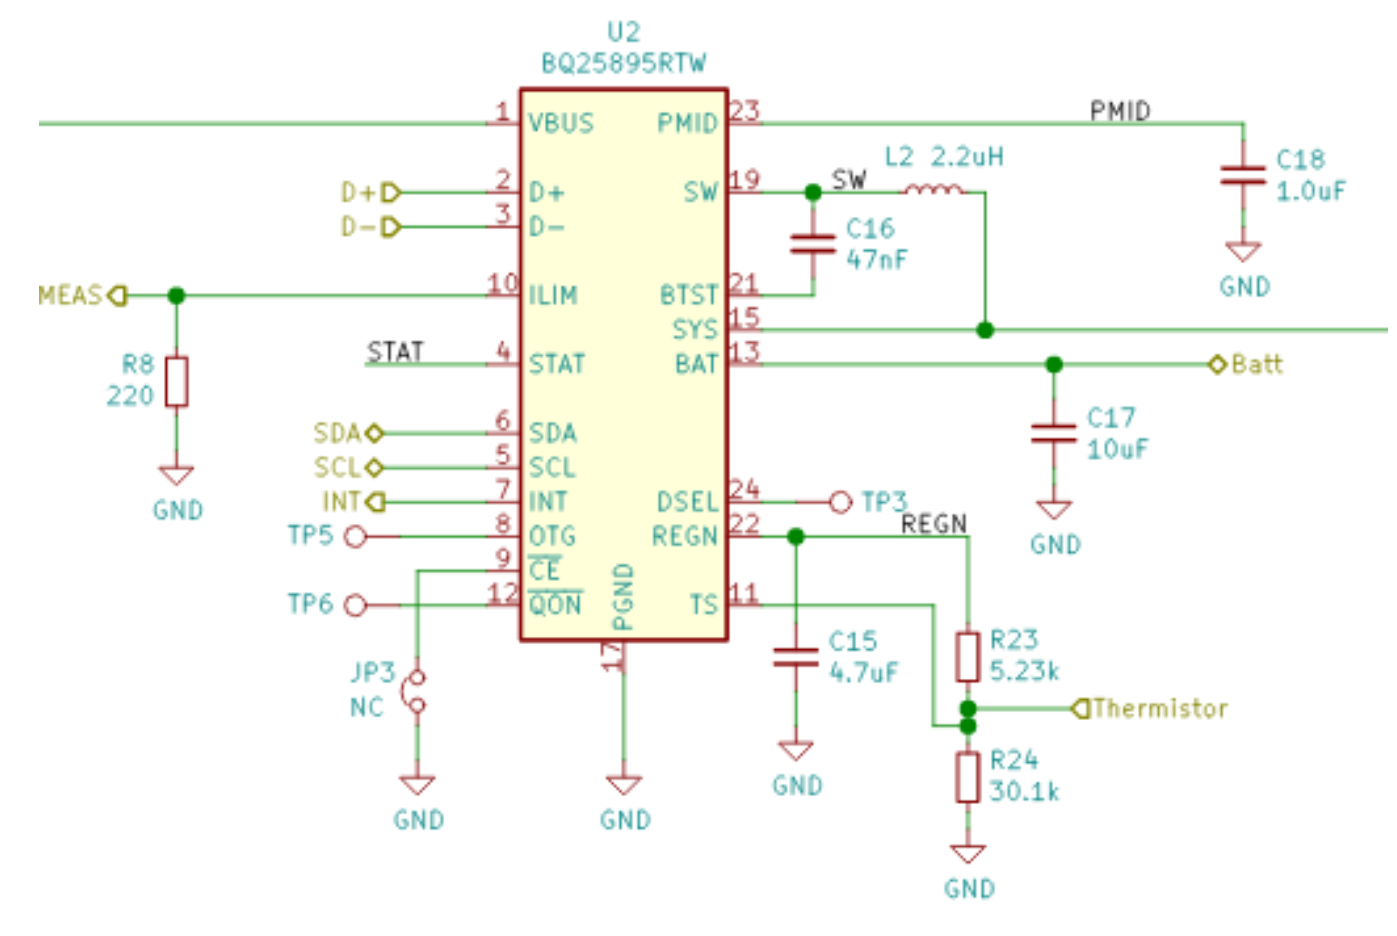 U2
BQ25895RTW
1
VBUS
PMID
23
PMID
C18
1.0uF
GND
D+
2
D+
SW
19
SW
L2 2.2uH
D-
3
D-
C16
47nF
MEAS
10
ILIM
BTST
21
SYS
15
R8
220
GND
STAT
4
STAT
BAT
13
Batt
C17
10uF
GND
SDA
6
SDA
SCL
5
SCL
INT
7
INT
DSEL
24
TP3
TP5
8
OTG
REGN
22
REGN
9
CE
TP6
12
QON
PGND
17
TS
11
JP3
NC
GND
GND
C15
4.7uF
GND
R23
5.23k
Thermistor
R24
30.1k
GND